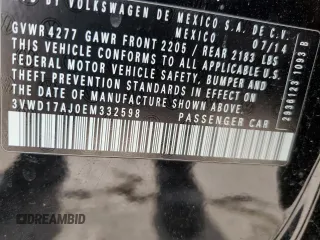 BY VOLKSWAGEN DE MEXICO S.A. DE C.V.
MEXICO 07/14
GVWR 4277 GAWR FRONT 2205 / REAR 2183 LBS
THIS VEHICLE CONFORMS TO ALL APPLICABLE
FEDERAL MOTOR VEHICLE SAFETY, BUMPER AND
THEFT PREVENTION STANDARDS IN EFFECT
ON THE DATE OF MANUFACTURE SHOWN ABOVE.
3VWD17AJ0EM332598 PASSENGER CAR
1093 B
DREAMBID